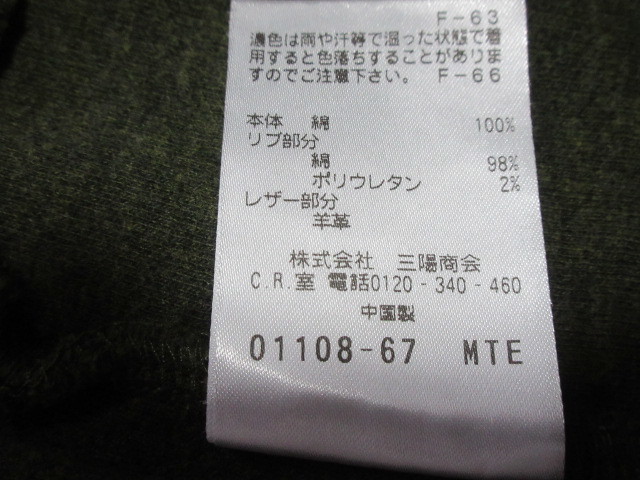 F-63
濃色は雨や汗等で湿った状態で着
用すると色落ちすることがありま
すのでご注意下さい。 F-66
本体 綿 100%
リブ部分
綿 98%
ポリウレタン 2%
レザー部分
羊革
株式会社 三陽商会
C.R.室 電話0120-340-460
中国製
01108-67 MTE